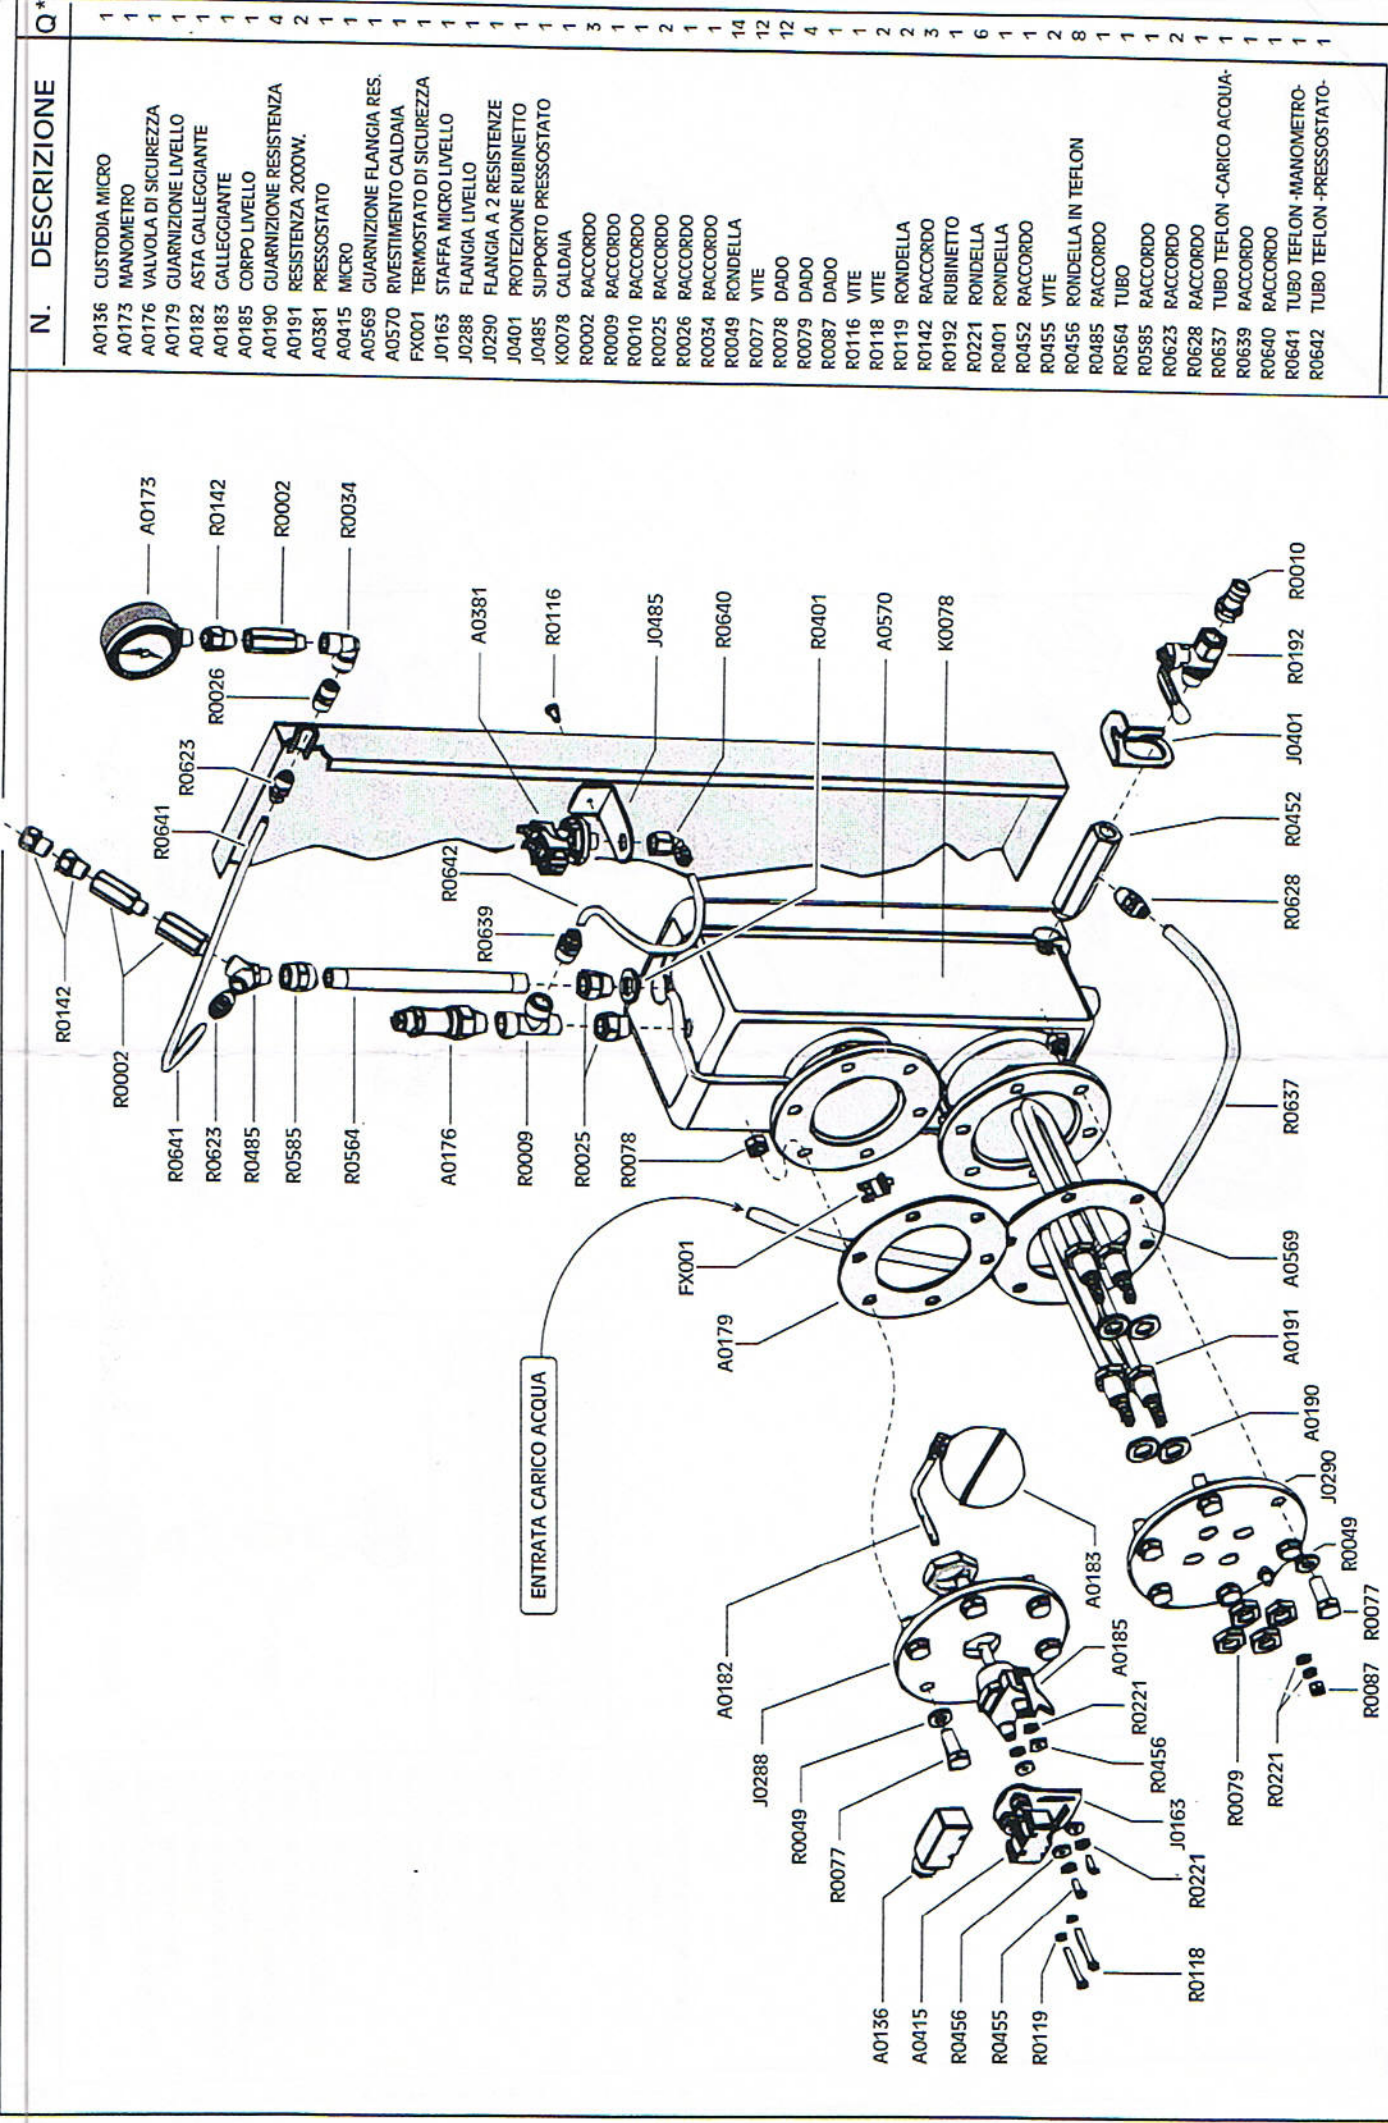 N. DESCRIZIONE Q*
A0136 CUSTODIA MICRO 1
A0173 MANOMETRO 1
A0176 VALVOLA DI SICUREZZA 1
A0179 GUARNIZIONE LIVELLO 1
A0182 ASTA GALLEGGIANTE 1
A0183 GALLEGGIANTE 1
A0185 CORPO LIVELLO 1
A0190 GUARNIZIONE RESISTENZA 4
A0191 RESISTENZA 2000W. 2
A0381 PRESSOSTATO 1
A0415 MICRO 1
A0569 GUARNIZIONE FLANGIA RES. 1
A0570 RIVESTIMENTO CALDAIA 1
FX001 TERMOSTATO DI SICUREZZA 1
J0163 STAFFA MICRO LIVELLO 1
J0288 FLANGIA LIVELLO 1
J0290 FLANGIA A 2 RESISTENZE 1
J0401 PROTEZIONE RUBINETTO 1
J0485 SUPPORTO PRESSOSTATO 1
K0078 CALDAIA 1
R0002 RACCORDO 3
R0009 RACCORDO 1
R0010 RACCORDO 1
R0025 RACCORDO 2
R0026 RACCORDO 1
R0034 RACCORDO 1
R0049 RONDELLA 14
R0077 VITE 12
R0078 DADO 12
R0079 DADO 4
R0087 DADO 1
R0116 VITE 1
R0118 VITE 2
R0119 RONDELLA 2
R0142 RACCORDO 3
R0192 RUBINETTO 1
R0221 RONDELLA 6
R0401 RONDELLA 1
R0452 RACCORDO 1
R0455 VITE 2
R0456 RONDELLA IN TEFLON 8
R0485 RACCORDO 1
R0564 TUBO 1
R0585 RACCORDO 1
R0623 RACCORDO 2
R0628 RACCORDO 1
R0637 TUBO TEFLON -CARICO ACQUA- 1
R0639 RACCORDO 1
R0640 RACCORDO 1
R0641 TUBO TEFLON -MANOMETRO- 1
R0642 TUBO TEFLON -PRESSOSTATO- 1
R0142
R0002
R0641
R0623
R0485
R0585
R0564
A0176
R0009
R0025
R0078
A0173
R0142
R0002
R0034
R0026
R0623
R0641
R0642
R0639
A0381
R0116
J0485
R0640
R0401
A0570
K0078
R0010
R0192
J0401
R0452
R0628
R0637
ENTRATA CARICO ACQUA
FX001
A0179
A0569
A0191
A0190
J0290
R0049
R0077
R0087
R0221
R0079
A0182
A0183
J0288
R0049
R0077
A0185
R0221
R0456
J0163
R0221
A0136
A0415
R0456
R0455
R0119
R0118